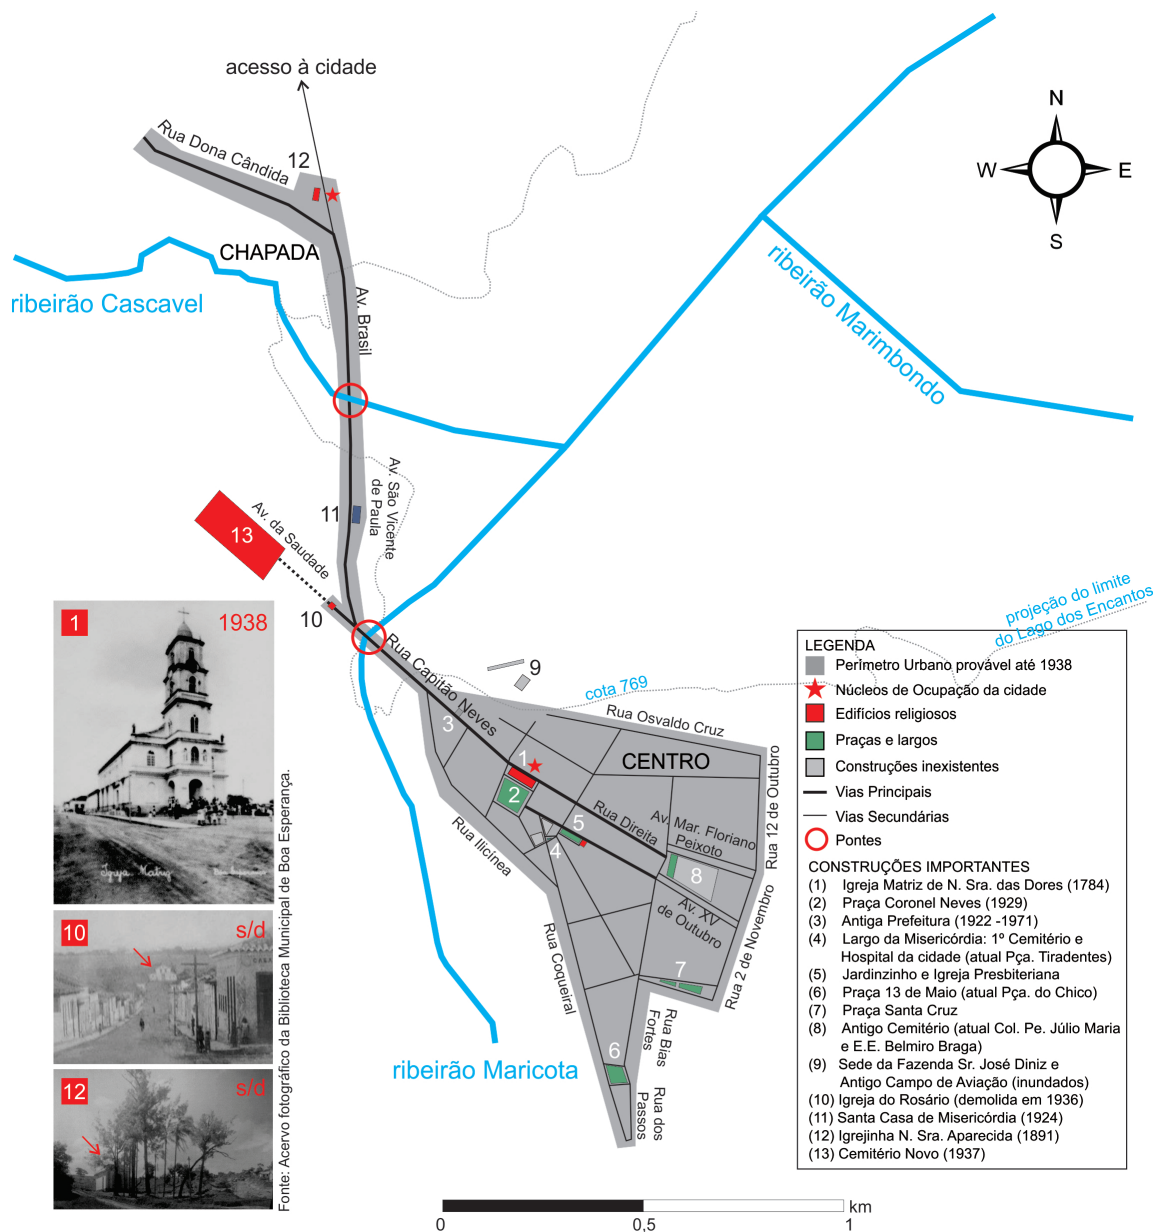 acesso à cidade
N
W
E
S
Rua Dona Cândida
12
CHAPADA
ribeirão Cascavel
Av. Brasil
ribeirão Marimbondo
Av. São Vicente
de Paula
11
13
Av. da Saudade
10
Rua Capitão Neves
9
cota 769
projeção do limite
do Lago dos Encantos
3
Rua Osvaldo Cruz
1
CENTRO
2
5
4
Rua Direita
Av. Mar. Floriano
Peixoto
Rua 12 de Outubro
8
Rua Ilicínea
Av. XV
de Outubro
Rua 2 de Novembro
Rua Coqueiral
7
Rua Bias
Fortes
6
Rua dos
Passos
ribeirão Maricota
1
1938
Igreja Matriz
Boa Esperança
10
s/d
12
s/d
Fonte: Acervo fotográfico da Biblioteca Municipal de Boa Esperança.
LEGENDA
Perímetro Urbano provável até 1938
Núcleos de Ocupação da cidade
Edifícios religiosos
Praças e largos
Construções inexistentes
Vias Principais
Vias Secundárias
Pontes
CONSTRUÇÕES IMPORTANTES
(1) Igreja Matriz de N. Sra. das Dores (1784)
(2) Praça Coronel Neves (1929)
(3) Antiga Prefeitura (1922 -1971)
(4) Largo da Misericórdia: 1º Cemitério e
Hospital da cidade (atual Pça. Tiradentes)
(5) Jardinzinho e Igreja Presbiteriana
(6) Praça 13 de Maio (atual Pça. do Chico)
(7) Praça Santa Cruz
(8) Antigo Cemitério (atual Col. Pe. Júlio Maria
e E.E. Belmiro Braga)
(9) Sede da Fazenda Sr. José Diniz e
Antigo Campo de Aviação (inundados)
(10) Igreja do Rosário (demolida em 1936)
(11) Santa Casa de Misericórdia (1924)
(12) Igrejinha N. Sra. Aparecida (1891)
(13) Cemitério Novo (1937)
km
0
0,5
1